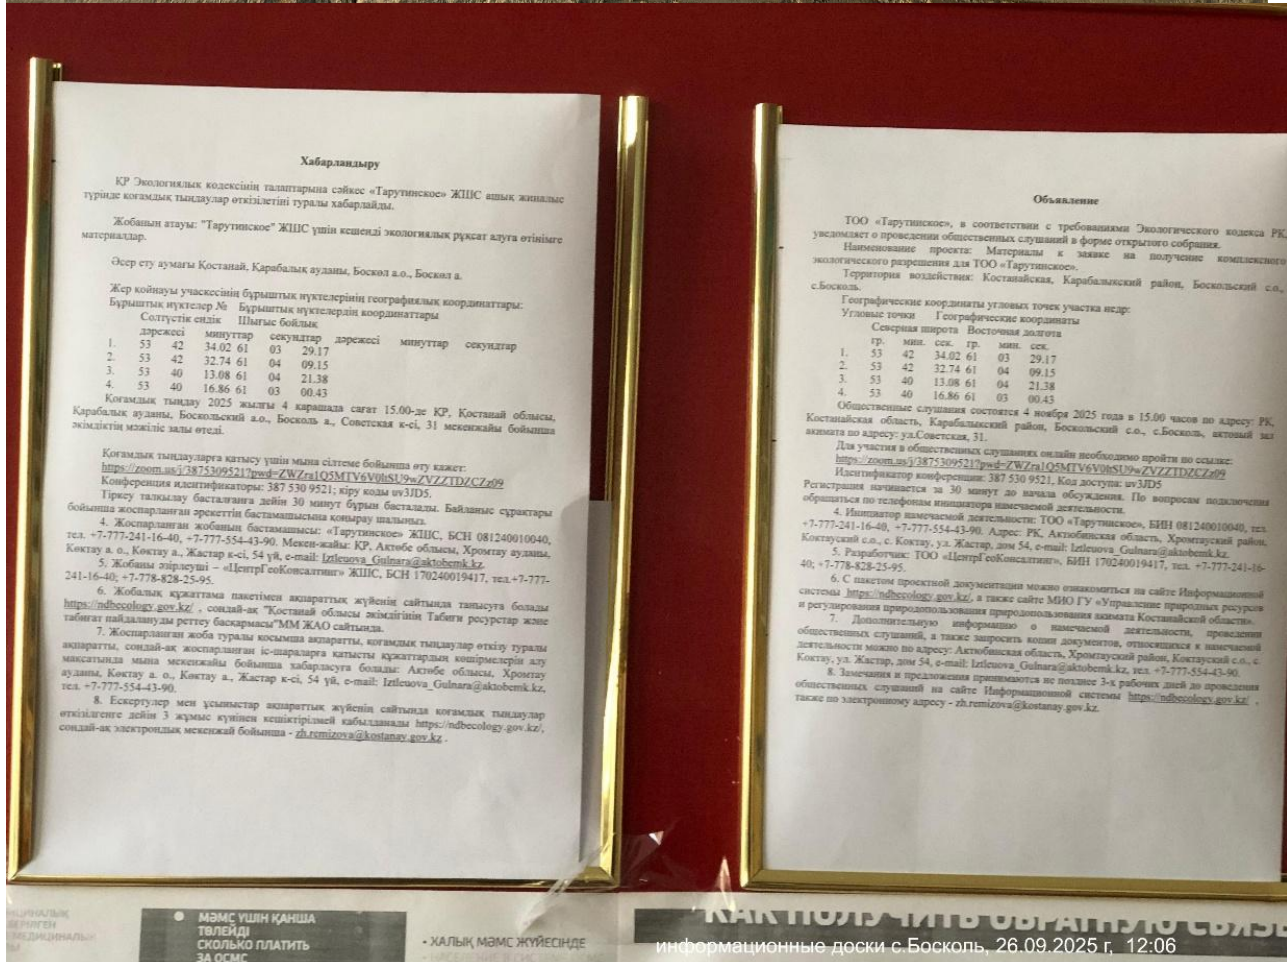 Хабарландыру
ҚР Экологиялық кодексінің талаптарына сәйкес «Тарутинское» ЖШС ашық жиналыс
түрінде қоғамдық тыңдаулар өткізілетіні туралы хабарлайды.
Жобаның атауы: "Тарутинское" ЖШС үшін кешенді экологиялық рұқсат алуға өтінімге
материалдар.
Әсер ету аумағы Қостанай, Қарабалық ауданы, Боскөл а.о., Боскөл а.
Жер қойнауы учаскесінің бұрыштық нүктелерінің географиялық координаттары:
Бұрыштық нүктелер № Бұрыштық нүктелердің координаттары
Солтүстік ендік Шығыс бойлық
дәрежесі минуттар секундтар дәрежесі минуттар секундтар
1. 53 42 34.02 61 03 29.17
2. 53 42 32.74 61 04 09.15
3. 53 40 13.08 61 04 21.38
4. 53 40 16.86 61 03 00.43
Қоғамдық тыңдау 2025 жылғы 4 қарашада сағат 15.00-де ҚР, Қостанай облысы,
Қарабалық ауданы, Боскольский а.о., Босколь а., Советская к-сі, 31 мекенжайы бойынша
әкімдіктің мәжіліс залы өтеді.
Қоғамдық тыңдауларға қатысу үшін мына сілтеме бойынша өту қажет:
https://zoom.us/j/3875309521?pwd=ZWZra1Q5MTV6V0ltSU9wZVZZTDZCZz09
Конференция идентификаторы: 387 530 9521; кіру коды uv3JD5.
Тіркеу талқылау басталғанға дейін 30 минут бұрын басталады. Байланыс сұрақтары
бойынша жоспарланған әрекеттің бастамашысына қоңырау шалыңыз.
4. Жоспарланған жобаның бастамашысы: «Тарутинское» ЖШС, БСН 081240010040,
тел. +7-777-241-16-40, +7-777-554-43-90. Мекен-жайы: ҚР, Ақтөбе облысы, Хромтау ауданы,
Көктау а. о., Көктау а., Жастар к-сі, 54 үй, e-mail: Iztleuova_Gulnara@aktobemk.kz.
5. Жобаны әзірлеуші – «ЦентрГеоКонсалтинг» ЖШС, БСН 170240019417, тел.+7-777-
241-16-40; +7-778-828-25-95.
6. Жобалық құжаттама пакетімен ақпараттық жүйенің сайтында танысуға болады
https://ndbecology.gov.kz/ , сондай-ақ "Қостанай облысы әкімдігінің Табиғи ресурстар және
табиғат пайдалануды реттеу басқармасы"ММ ЖАО сайтында.
7. Жоспарланған жоба туралы қосымша ақпаратты, қоғамдық тыңдаулар өткізу туралы
ақпаратты, сондай-ақ жоспарланған іс-шараларға қатысты құжаттардың көшірмелерін алу
мақсатында мына мекенжайы бойынша хабарласуға болады: Ақтөбе облысы, Хромтау
ауданы, Көктау а. о., Көктау а., Жастар к-сі, 54 үй, e-mail: Iztleuova_Gulnara@aktobemk.kz,
тел. +7-777-554-43-90.
8. Ескертулер мен ұсыныстар ақпараттық жүйенің сайтында қоғамдық тыңдаулар
өткізілгенге дейін 3 жұмыс күнінен кешіктірілмей қабылданады https://ndbecology.gov.kz/,
сондай-ақ электрондық мекенжай бойынша - zh.remizova@kostanay.gov.kz .
Объявление
ТОО «Тарутинское», в соответствии с требованиями Экологического кодекса РК,
уведомляет о проведении общественных слушаний в форме открытого собрания.
Наименование проекта: Материалы к заявке на получение комплексного
экологического разрешения для ТОО «Тарутинское».
Территория воздействия: Костанайская, Карабалыкский район, Боскольский с.о.,
с.Босколь.
Географические координаты угловых точек участка недр:
Угловые точки Географические координаты
Северная широта Восточная долгота
гр. мин. сек. гр. мин. сек.
1. 53 42 34.02 61 03 29.17
2. 53 42 32.74 61 04 09.15
3. 53 40 13.08 61 04 21.38
4. 53 40 16.86 61 03 00.43
Общественные слушания состоятся 4 ноября 2025 года в 15.00 часов по адресу: РК,
Костанайская область, Карабалыкский район, Боскольский с.о., с.Босколь, актовый зал
акимата по адресу: ул.Советская, 31.
Для участия в общественных слушаниях онлайн необходимо пройти по ссылке:
https://zoom.us/j/3875309521?pwd=ZWZra1Q5MTV6V0ltSU9wZVZZTDZCZz09
Идентификатор конференции: 387 530 9521, Код доступа: uv3JD5
Регистрация начинается за 30 минут до начала обсуждения. По вопросам подключения
обращаться по телефонам инициатора намечаемой деятельности.
4. Инициатор намечаемой деятельности: ТОО «Тарутинское», БИН 081240010040, тел.
+7-777-241-16-40, +7-777-554-43-90. Адрес: РК, Актюбинская область, Хромтауский район,
Коктауский с.о., с. Коктау, ул. Жастар, дом 54, e-mail: Iztleuova_Gulnara@aktobemk.kz.
5. Разработчик: ТОО «ЦентрГеоКонсалтинг», БИН 170240019417, тел. +7-777-241-16-
40; +7-778-828-25-95.
6. С пакетом проектной документации можно ознакомиться на сайте Информационной
системы https://ndbecology.gov.kz/, а также сайте МИО ГУ «Управление природных ресурсов
и регулирования природопользования акимата Костанайской области».
7. Дополнительную информацию о намечаемой деятельности, проведении
общественных слушаний, а также запросить копии документов, относящихся к намечаемой
деятельности можно по адресу: Актюбинская область, Хромтауский район, Коктауский с.о., с.
Коктау, ул. Жастар, дом 54, e-mail: Iztleuova_Gulnara@aktobemk.kz, тел. +7-777-554-43-90.
8. Замечания и предложения принимаются не позднее 3-х рабочих дней до проведения
общественных слушаний на сайте Информационной системы https://ndbecology.gov.kz/ ,
также по электронному адресу - zh.remizova@kostanay.gov.kz.
МӘМС ҮШІН ҚАНША
ТӨЛЕЙДІ
СКОЛЬКО ПЛАТИТЬ
ЗА ОСМС
- ХАЛЫҚ МӘМС ЖҮЙЕСІНДЕ
КАК ПОЛУЧИТЬ ОБРАТНУЮ СВЯЗЬ
информационные доски с.Босколь, 26.09.2025 г, 12:06